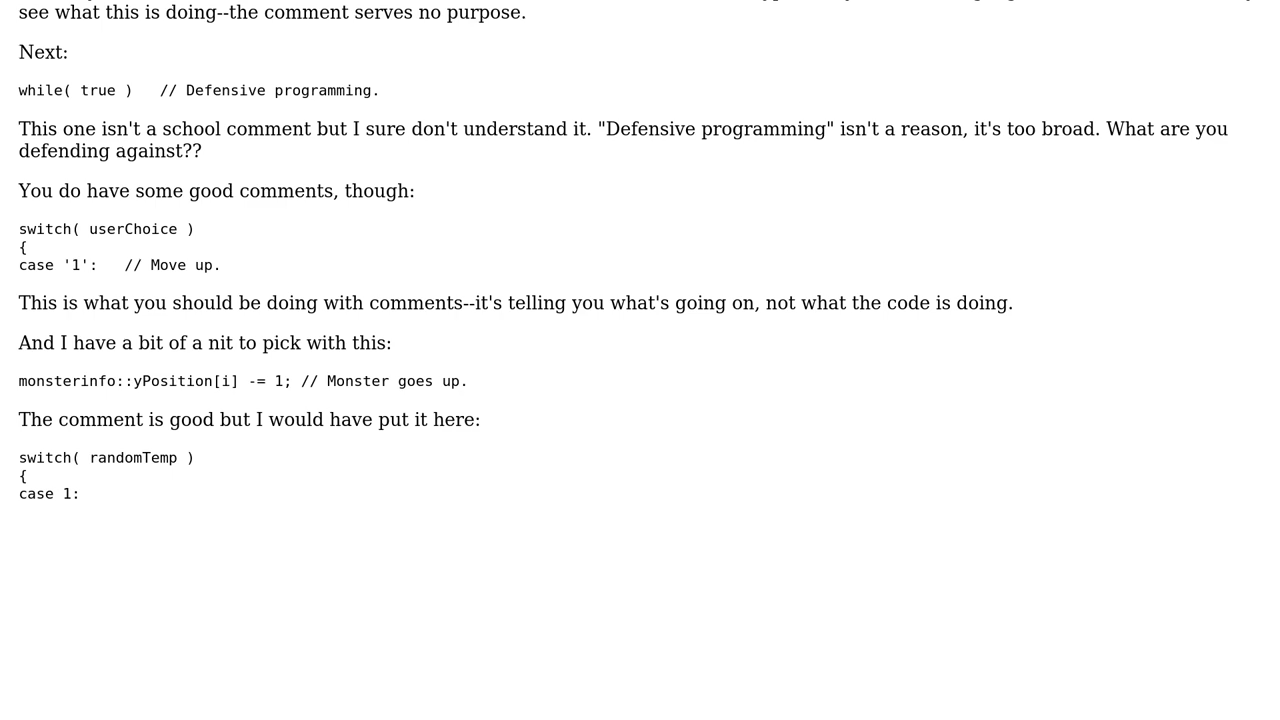 see what this is doing--the comment serves no purpose.
Next:
while( true )   // Defensive programming.
This one isn't a school comment but I sure don't understand it. "Defensive programming" isn't a reason, it's too broad. What are you
defending against??
You do have some good comments, though:
switch( userChoice )
{
case '1':   // Move up.
This is what you should be doing with comments--it's telling you what's going on, not what the code is doing.
And I have a bit of a nit to pick with this:
monsterinfo::yPosition[i] -= 1; // Monster goes up.
The comment is good but I would have put it here:
switch( randomTemp )
{
case 1: